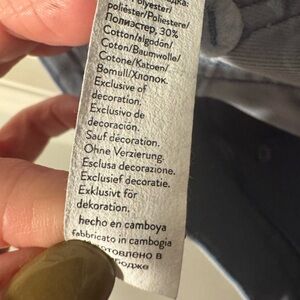 Polyester/
poliéster/Poliestere/
Полиэстер, 30%
Cotton/algodón/
Coton/Baumwolle/
Cotone/Katoen/
Bomull/Хлопок.
Exclusive of
decoration.
Exclusivo de
decoración.
Sauf décoration.
Ohne Verzierung.
Esclusa decorazione.
Exclusief decoratie.
Exklusivt för
dekoration.
hecho en camboya
fabbricato in cambogia